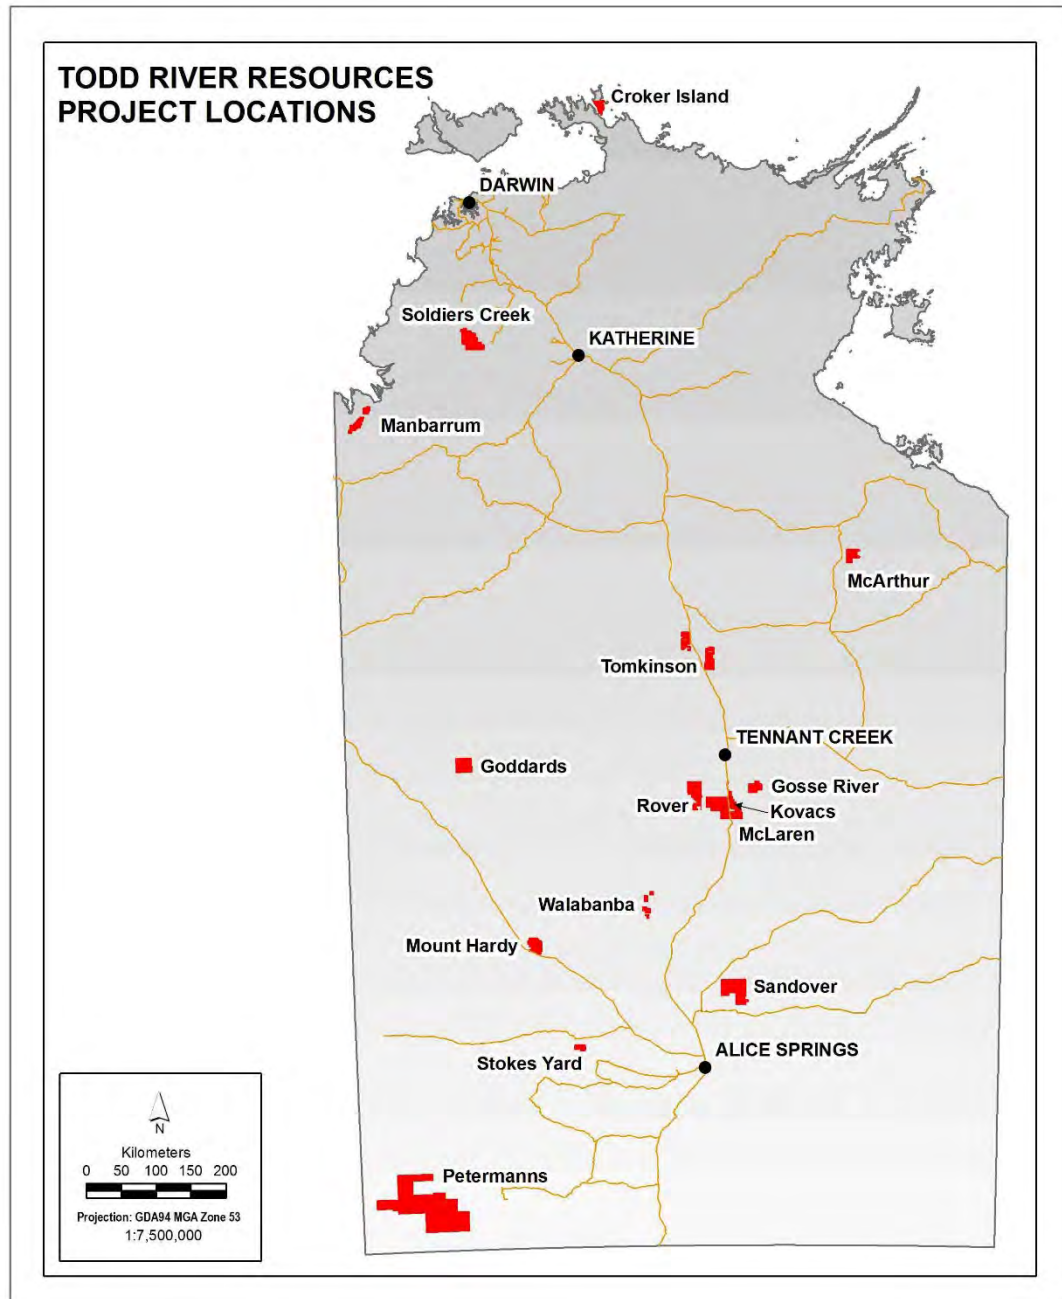 TODD RIVER RESOURCES
PROJECT LOCATIONS
Croker Island
DARWIN
Soldiers Creek
KATHERINE
Manbarrum
McArthur
Tomkinson
TENNANT CREEK
Goddards
Gosse River
Rover
Kovacs
McLaren
Walabanba
Mount Hardy
Sandover
ALICE SPRINGS
Stokes Yard
Petermanns
N
Kilometers
0 50 100 150 200
Projection: GDA94 MGA Zone 53
1:7,500,000